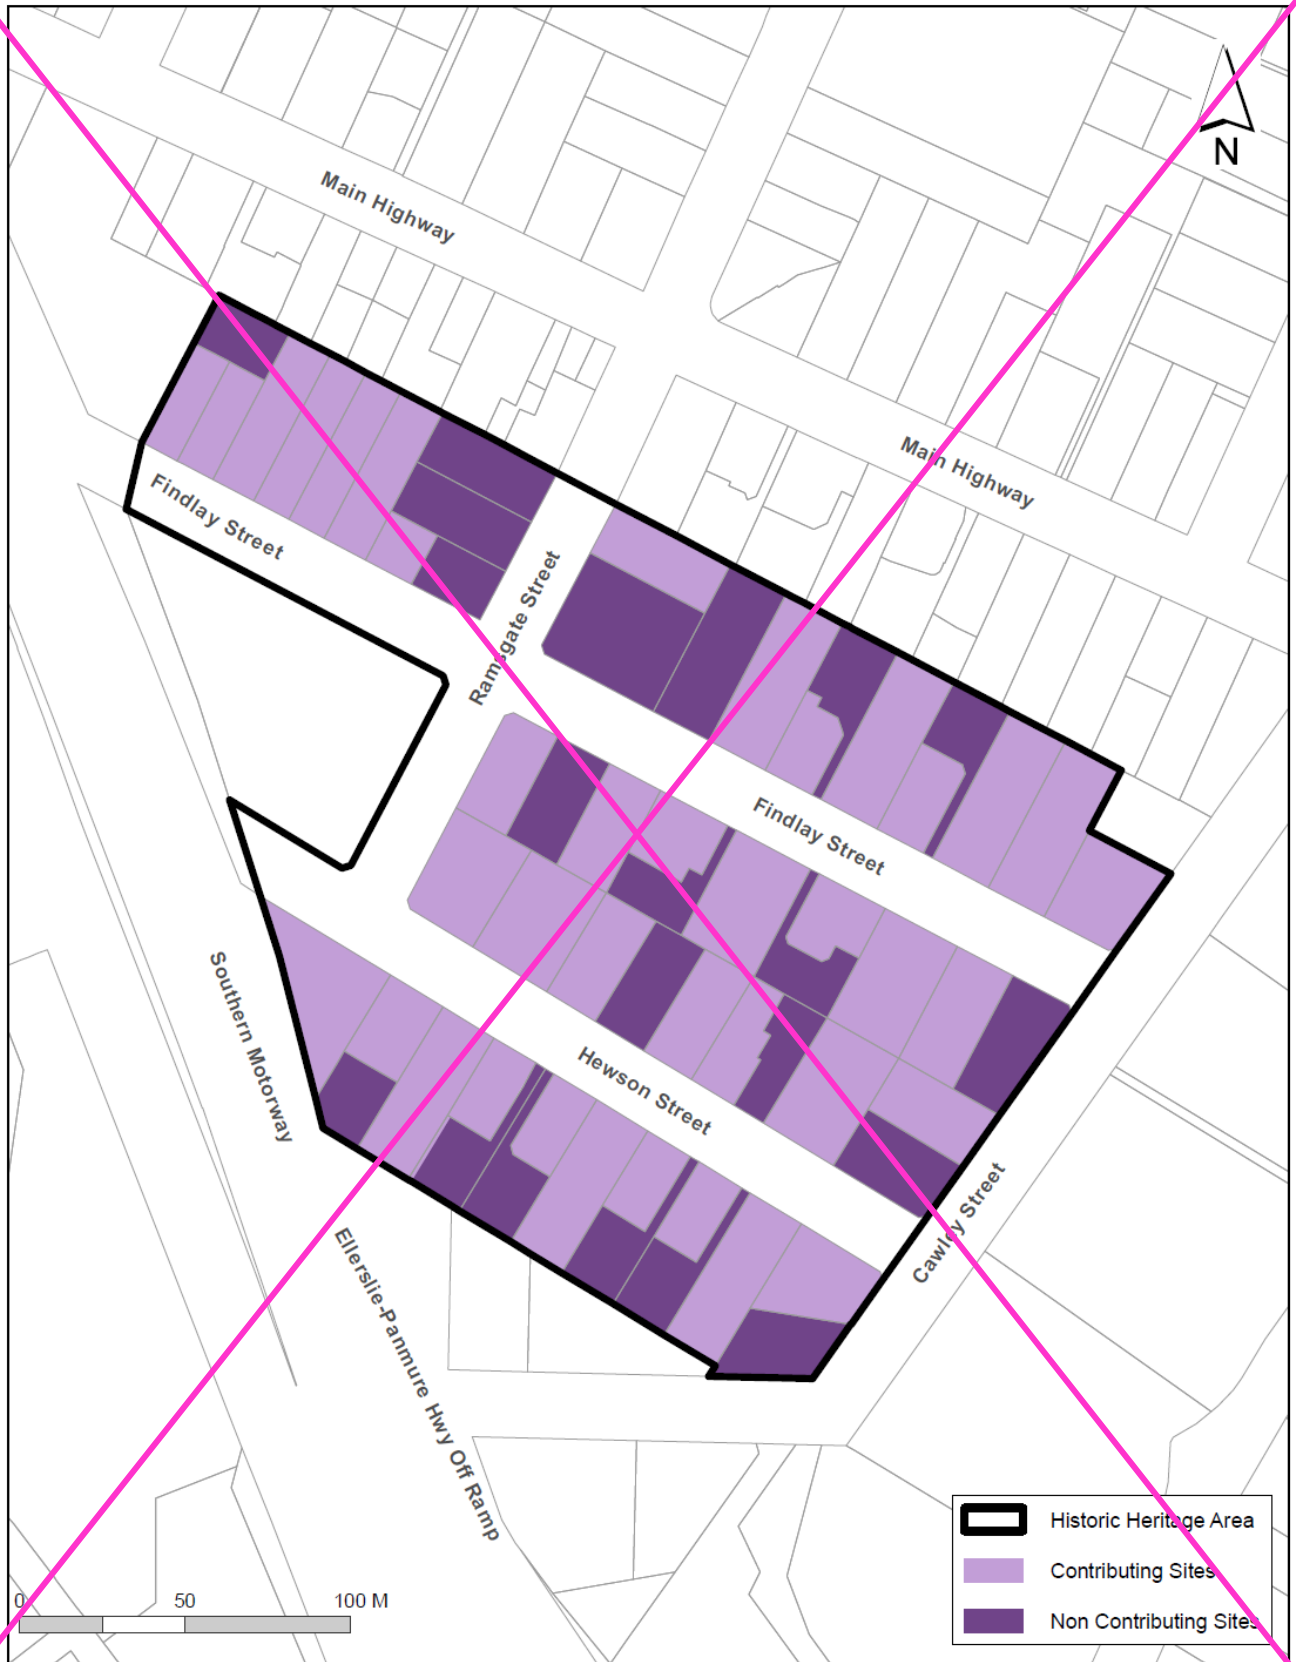 N
Main Highway
Main Highway
Findlay Street
Ramsgate Street
Findlay Street
Southern Motorway
Hewson Street
Cawley Street
Ellerslie-Panmure Hwy Off Ramp
Historic Heritage Area
Contributing Sites
Non Contributing Sites
0 50 100 M